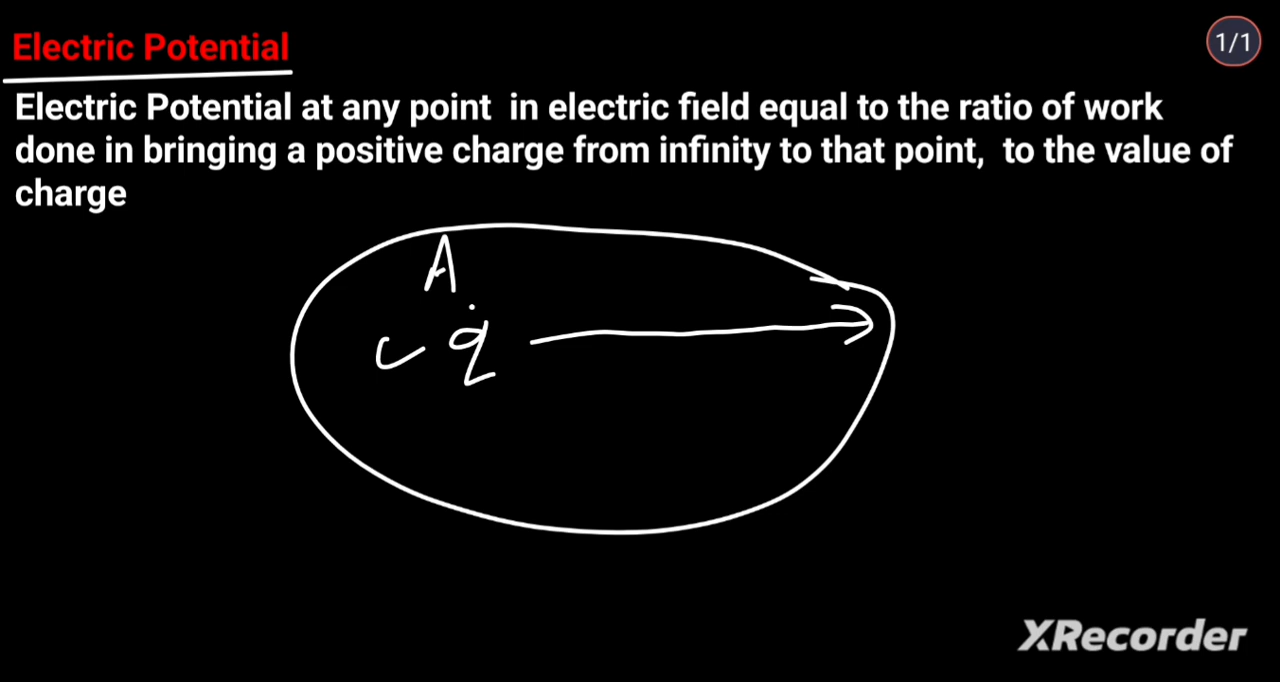 Electric Potential
1/1
Electric Potential at any point in electric field equal to the ratio of work
done in bringing a positive charge from infinity to that point, to the value of
charge
A
q
XRecorder